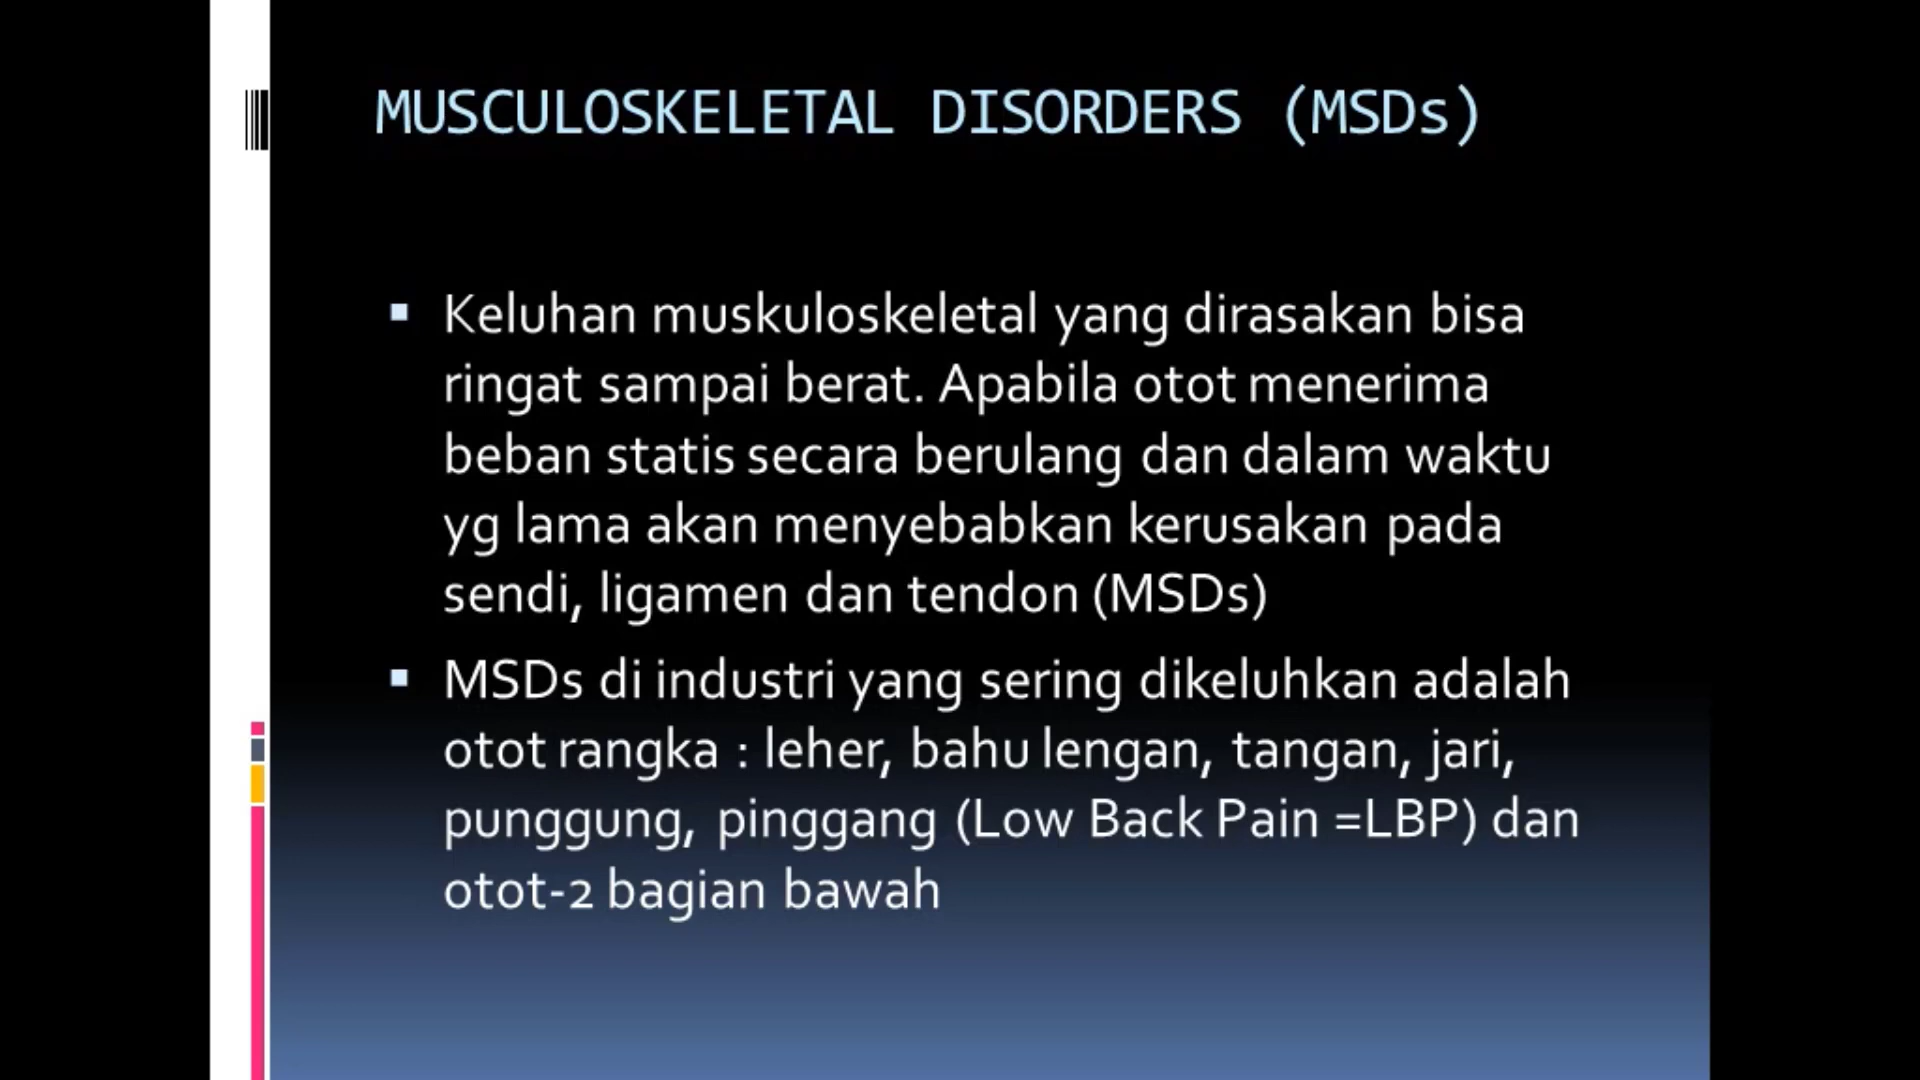 MUSCULOSKELETAL DISORDERS (MSDs)
▪ Keluhan muskuloskeletal yang dirasakan bisa
ringat sampai berat. Apabila otot menerima
beban statis secara berulang dan dalam waktu
yg lama akan menyebabkan kerusakan pada
sendi, ligamen dan tendon (MSDs)
▪ MSDs di industri yang sering dikeluhkan adalah
otot rangka : leher, bahu lengan, tangan, jari,
punggung, pinggang (Low Back Pain =LBP) dan
otot-2 bagian bawah